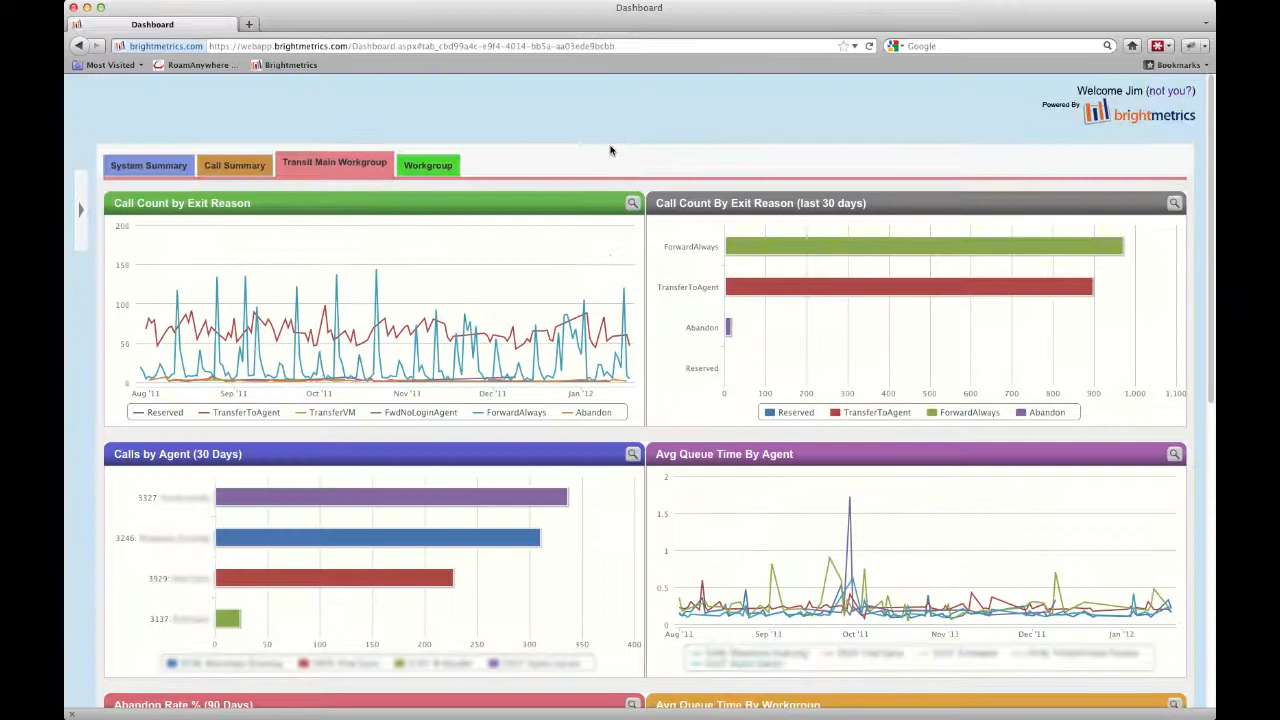 Dashboard
Dashboard
brightmetrics.com https://webapp.brightmetrics.com/Dashboard.aspx#tab_cbd99a4c-e9f4-4014-bb5a-aa03ede9bcbb Google
Most Visited RoamAnywhere ... Brightmetrics Bookmarks
Welcome Jim (not you?)
Powered By brightmetrics
System Summary Call Summary Transit Main Workgroup Workgroup
Call Count by Exit Reason
200
150
100
50
0
Aug '11 Sep '11 Oct '11 Nov '11 Dec '11 Jan '12
Reserved TransferToAgent TransferVM FwdNoLoginAgent ForwardAlways Abandon
Call Count By Exit Reason (last 30 days)
ForwardAlways
TransferToAgent
Abandon
Reserved
0 100 200 300 400 500 600 700 800 900 1,000 1,100
Reserved TransferToAgent ForwardAlways Abandon
Calls by Agent (30 Days)
3327
3246:
3929:
3137:
0 50 100 150 200 250 300 350 400
Avg Queue Time By Agent
2
1.5
1
0.5
0
Aug '11 Sep '11 Oct '11 Nov '11 Dec '11 Jan '12
Abandon Rate % (90 Days)
Avg Queue Time By Workgroup